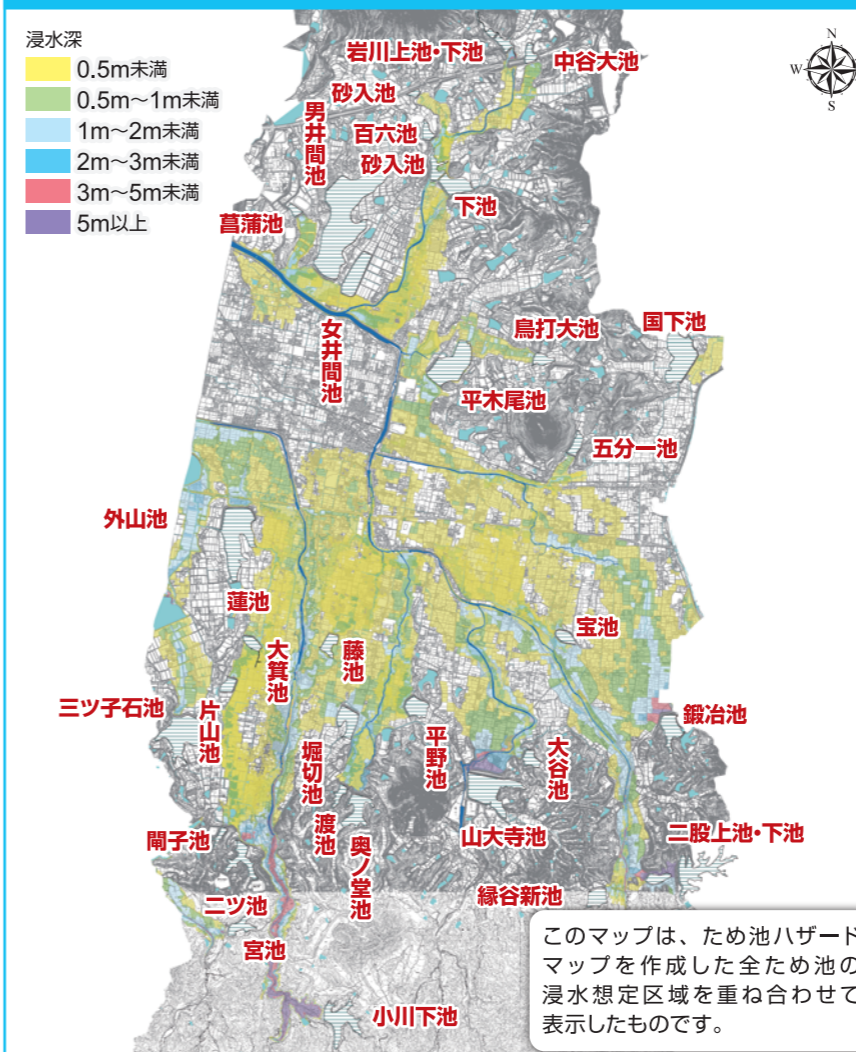 浸水深
0.5m未満
0.5m～1m未満
1m～2m未満
2m～3m未満
3m～5m未満
5m以上
N
W
S
岩川上池・下池
中谷大池
砂入池
男井間池
百六池
砂入池
下池
菖蒲池
女井間池
鳥打大池
国下池
平木尾池
五分一池
外山池
蓮池
大簑池
藤池
宝池
三ツ子石池
片山池
鍛冶池
堀切池
平野池
大谷池
渡池
山大寺池
二股上池・下池
閘子池
奥ノ堂池
縁谷新池
二ツ池
宮池
小川下池
このマップは、ため池ハザード
マップを作成した全ため池の
浸水想定区域を重ね合わせて
表示したものです。